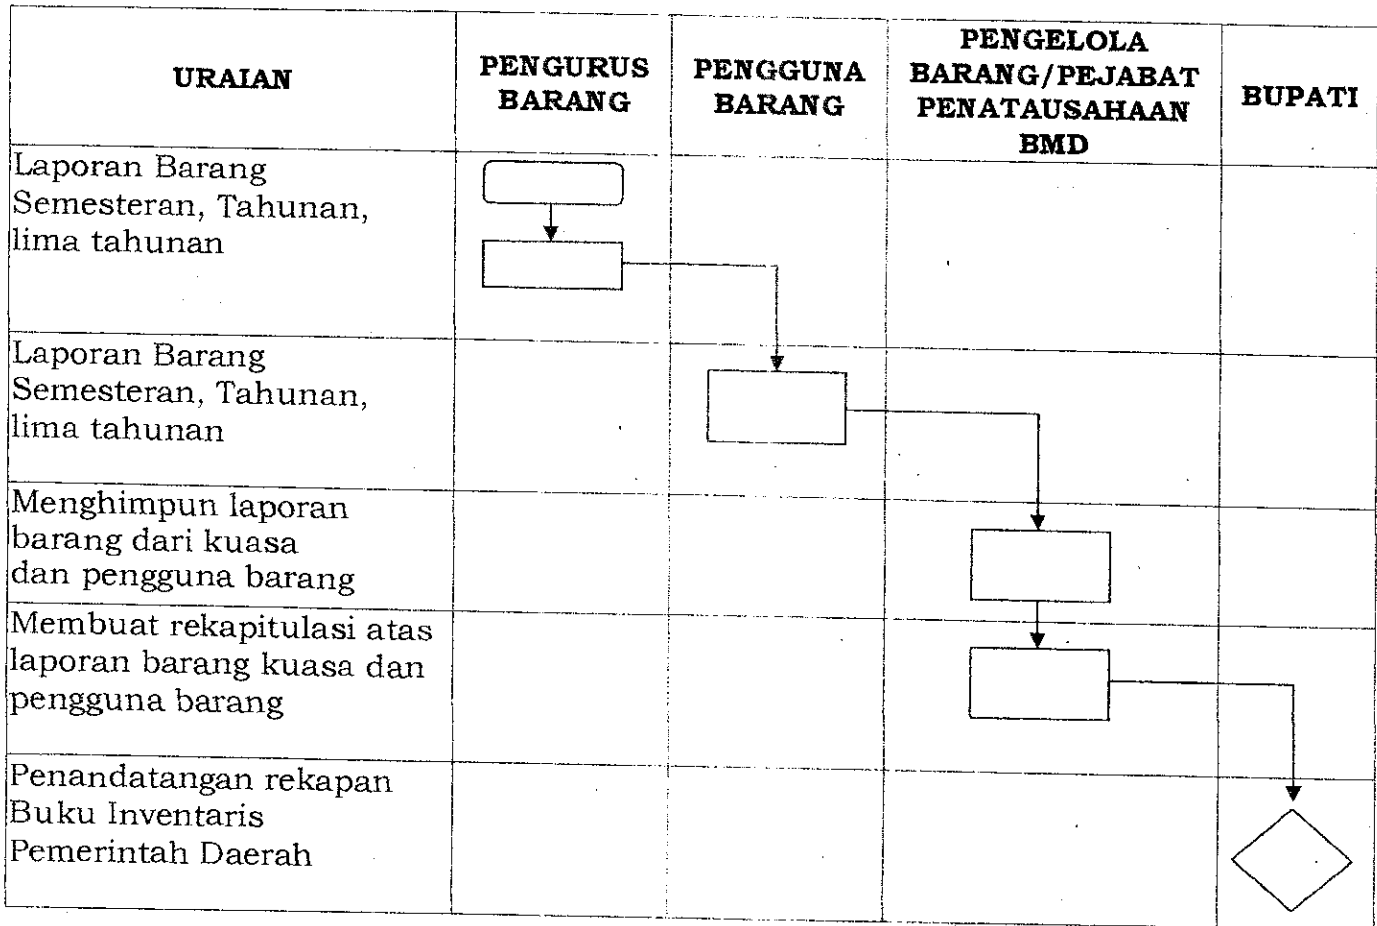 URAIAN
PENGURUS
BARANG
PENGGUNA
BARANG
PENGELOLA
BARANG/PEJABAT
PENATAUSAHAAN
BMD
BUPATI
Laporan Barang
Semesteran, Tahunan,
lima tahunan
Laporan Barang
Semesteran, Tahunan,
lima tahunan
Menghimpun laporan
barang dari kuasa
dan pengguna barang
Membuat rekapitulasi atas
laporan barang kuasa dan
pengguna barang
Penandatangan rekapan
Buku Inventaris
Pemerintah Daerah